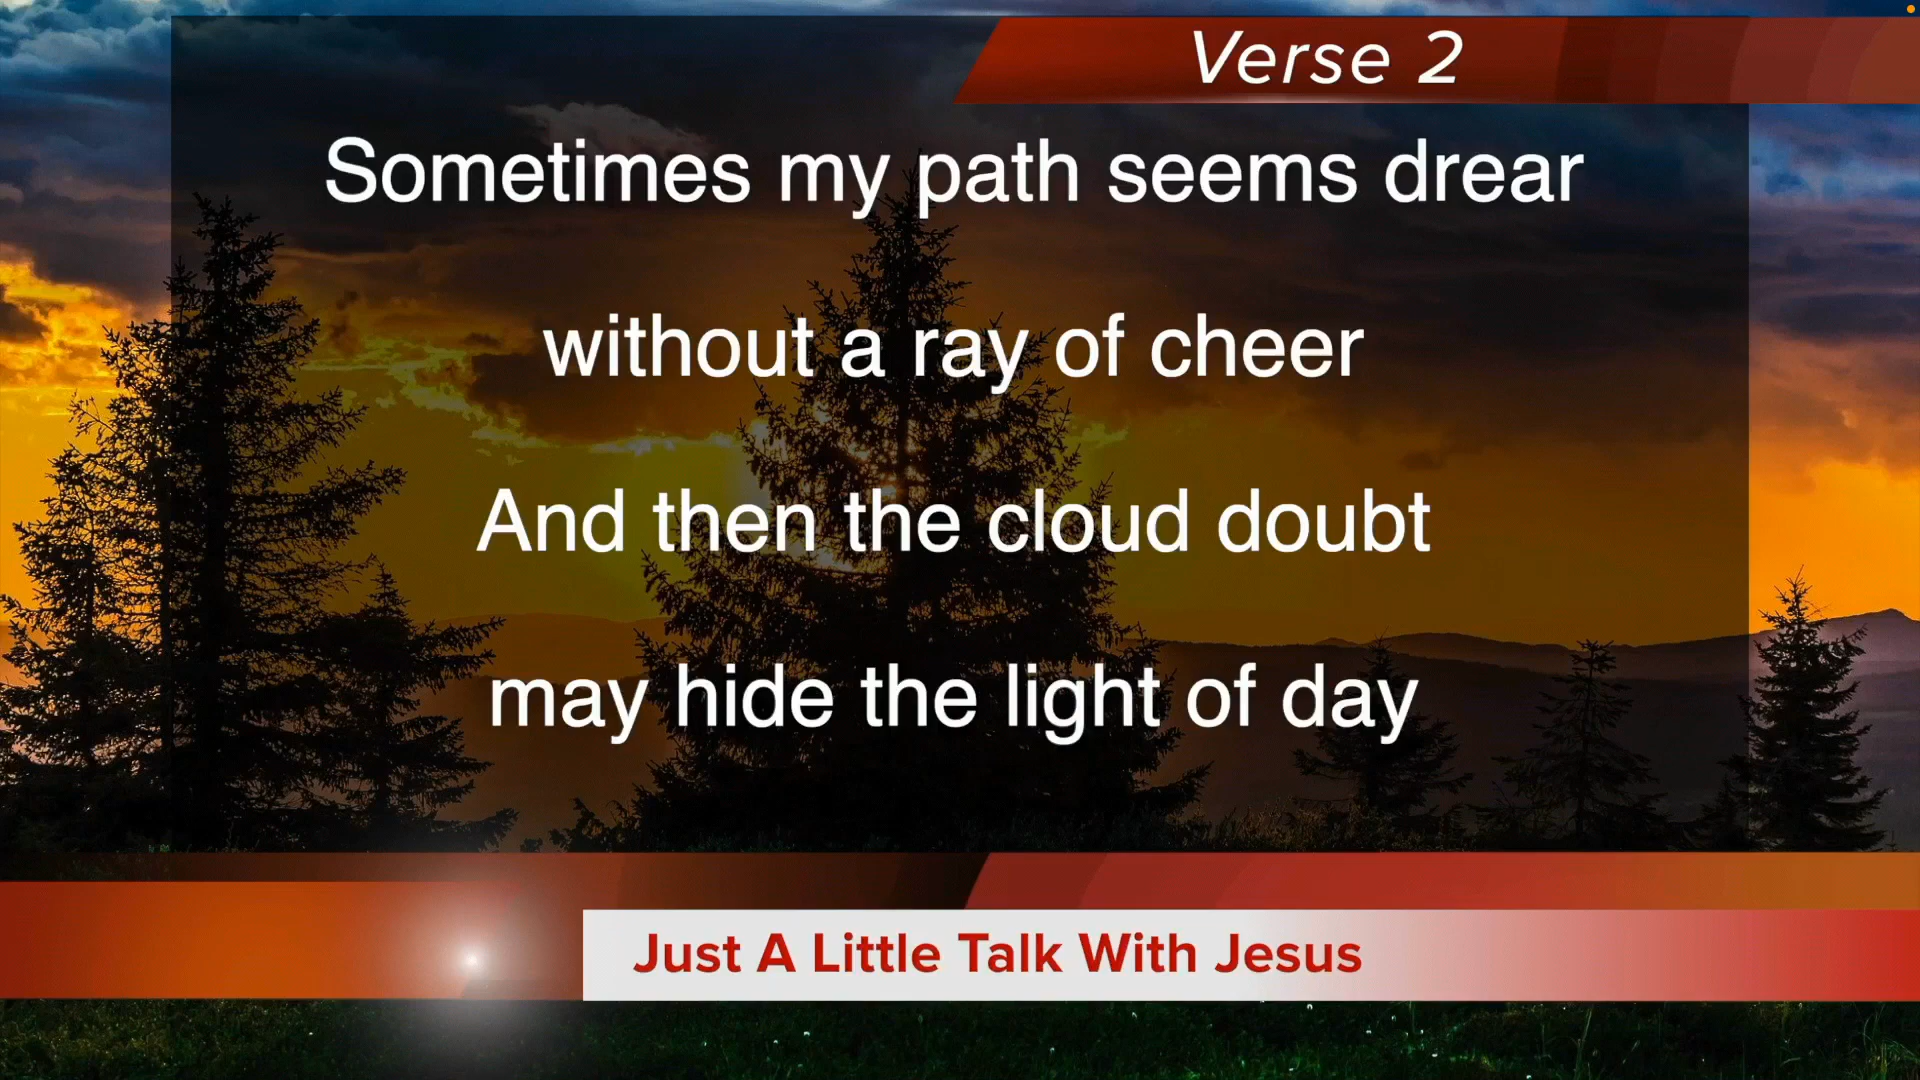 Verse 2
Sometimes my path seems drear
without a ray of cheer
And then the cloud doubt
may hide the light of day
Just A Little Talk With Jesus